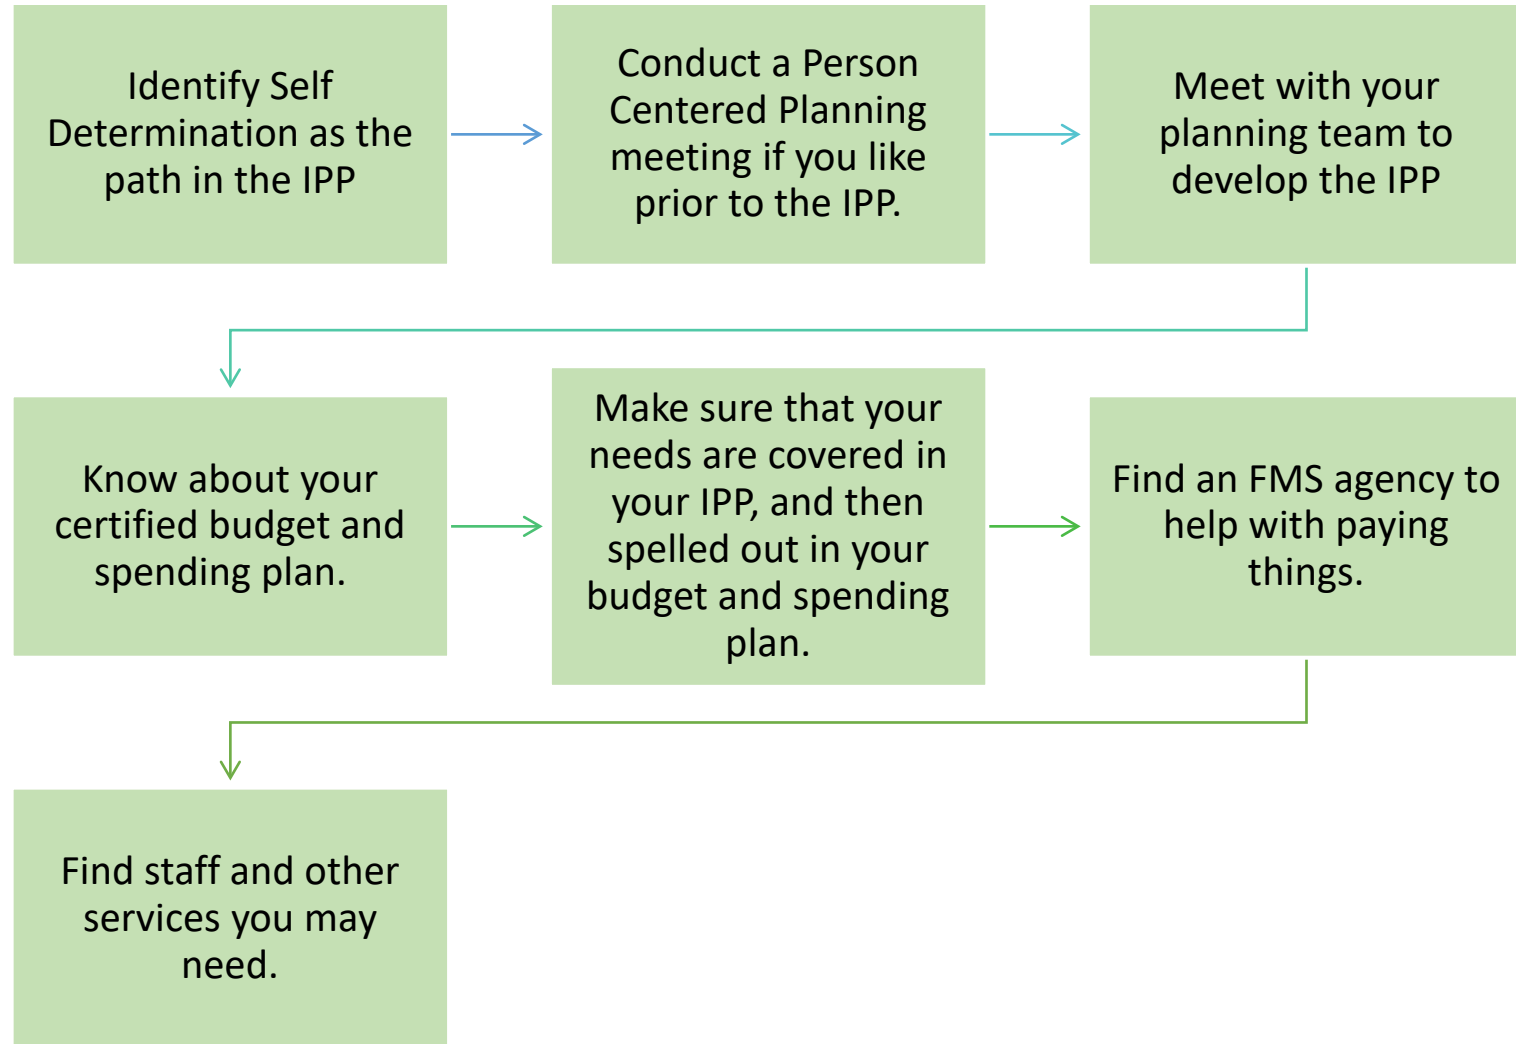 Identify Self
Determination as the
path in the IPP
Conduct a Person
Centered Planning
meeting if you like
prior to the IPP.
Meet with your
planning team to
develop the IPP
Know about your
certified budget and
spending plan.
Make sure that your
needs are covered in
your IPP, and then
spelled out in your
budget and spending
plan.
Find an FMS agency to
help with paying
things.
Find staff and other
services you may
need.